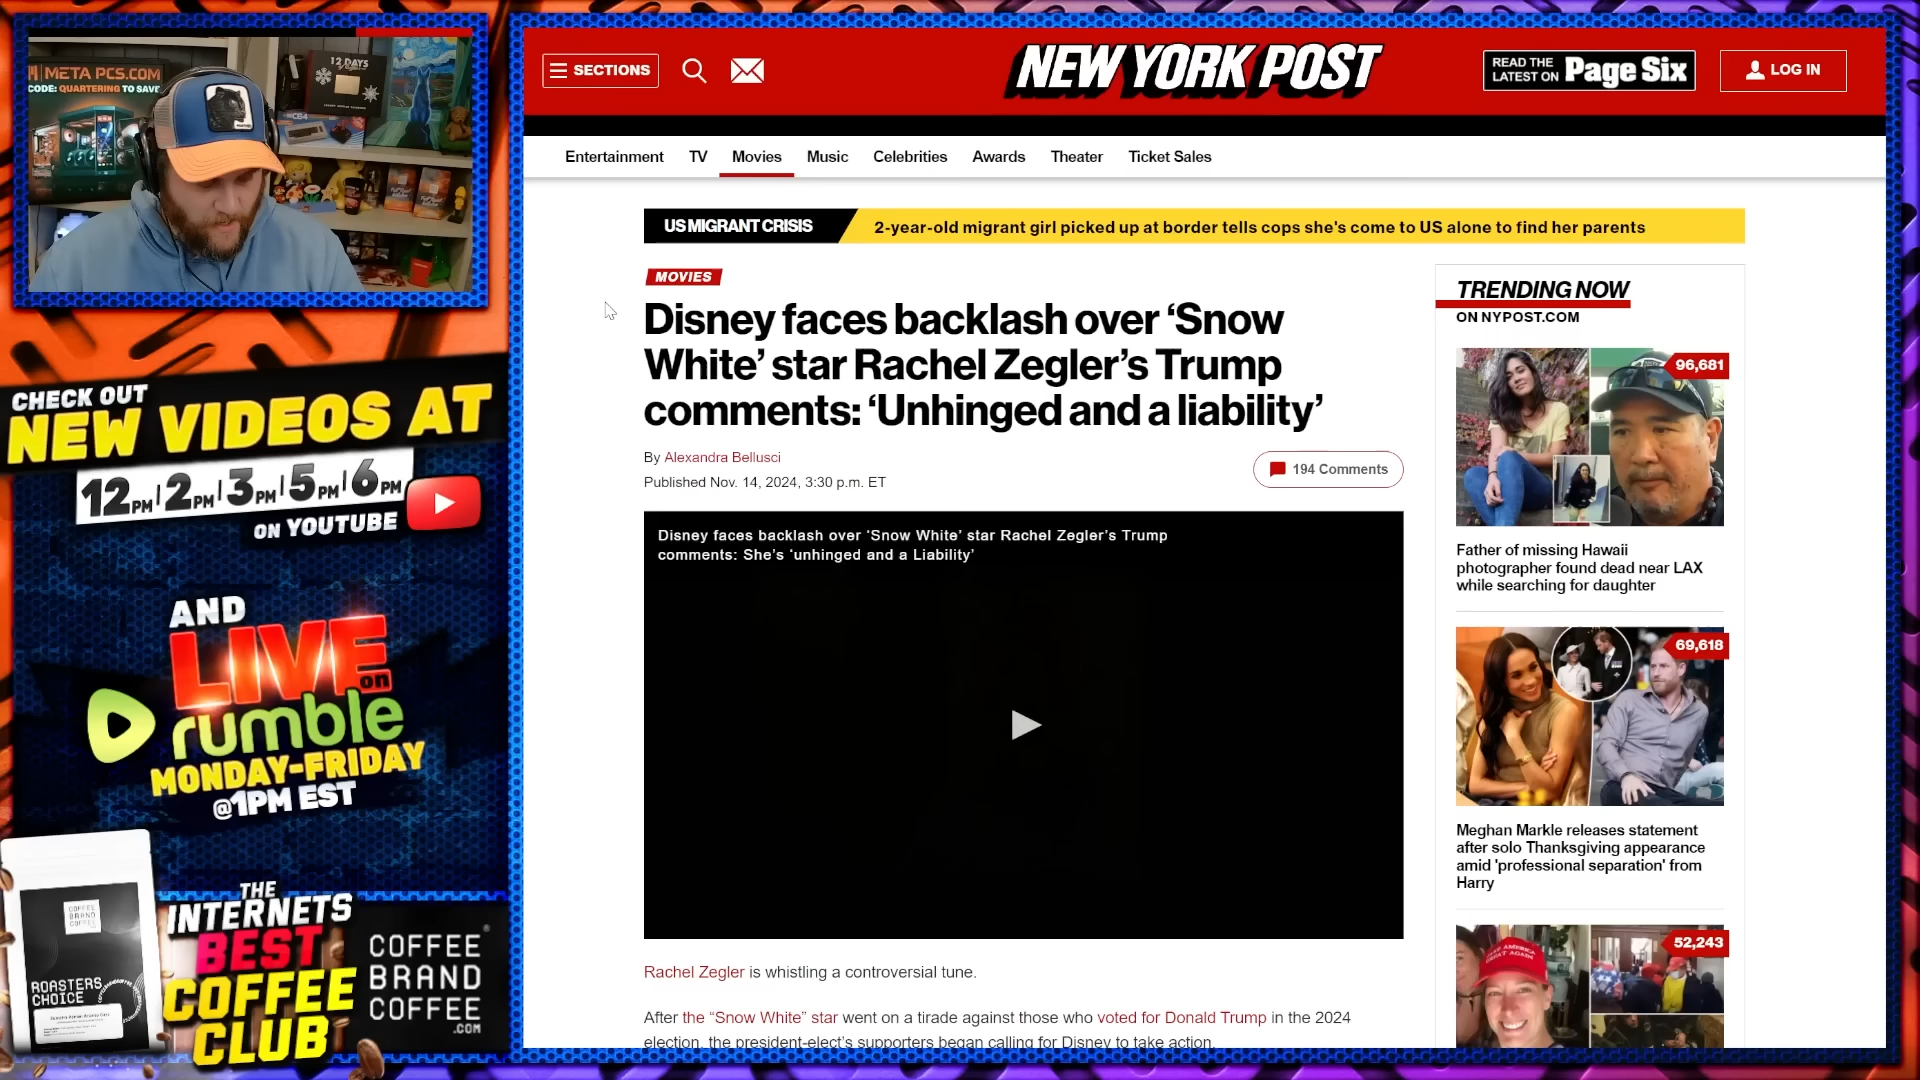 META PCS.COM
CODE: QUARTERING TO SAVE
12 DAYS
CHECK OUT
NEW VIDEOS AT
12PM | 2PM | 3PM | 5PM | 6PM
ON YOUTUBE
AND
LIVE
on
rumble
MONDAY-FRIDAY
@1PM EST
COFFEE
BRAND
COFFEE
ROASTERS
CHOICE
THE
INTERNETS
BEST
COFFEE
CLUB
COFFEE
BRAND
COFFEE
.COM
SECTIONS
NEW YORK POST
READ THE
LATEST ON
Page Six
LOG IN
Entertainment TV Movies Music Celebrities Awards Theater Ticket Sales
US MIGRANT CRISIS
2-year-old migrant girl picked up at border tells cops she's come to US alone to find her parents
MOVIES
Disney faces backlash over ‘Snow
White’ star Rachel Zegler’s Trump
comments: ‘Unhinged and a liability’
By Alexandra Bellusci
Published Nov. 14, 2024, 3:30 p.m. ET
194 Comments
Disney faces backlash over ‘Snow White’ star Rachel Zegler’s Trump
comments: She’s ‘unhinged and a Liability’
Rachel Zegler is whistling a controversial tune.
After the “Snow White” star went on a tirade against those who voted for Donald Trump in the 2024
election, the president-elect’s supporters began calling for Disney to take action.
TRENDING NOW
ON NYPOST.COM
96,681
Father of missing Hawaii
photographer found dead near LAX
while searching for daughter
69,618
Meghan Markle releases statement
after solo Thanksgiving appearance
amid 'professional separation' from
Harry
52,243